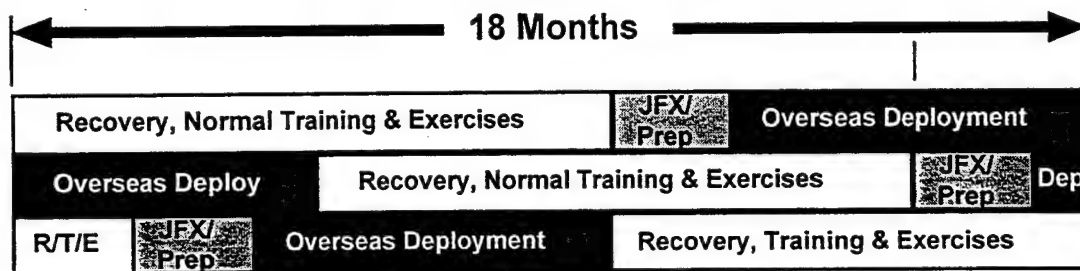 18 Months
Recovery, Normal Training & Exercises
JFX/
Prep
Overseas Deployment
Overseas Deploy
Recovery, Normal Training & Exercises
JFX/
Prep
Dep
R/T/E
JFX/
Prep
Overseas Deployment
Recovery, Training & Exercises